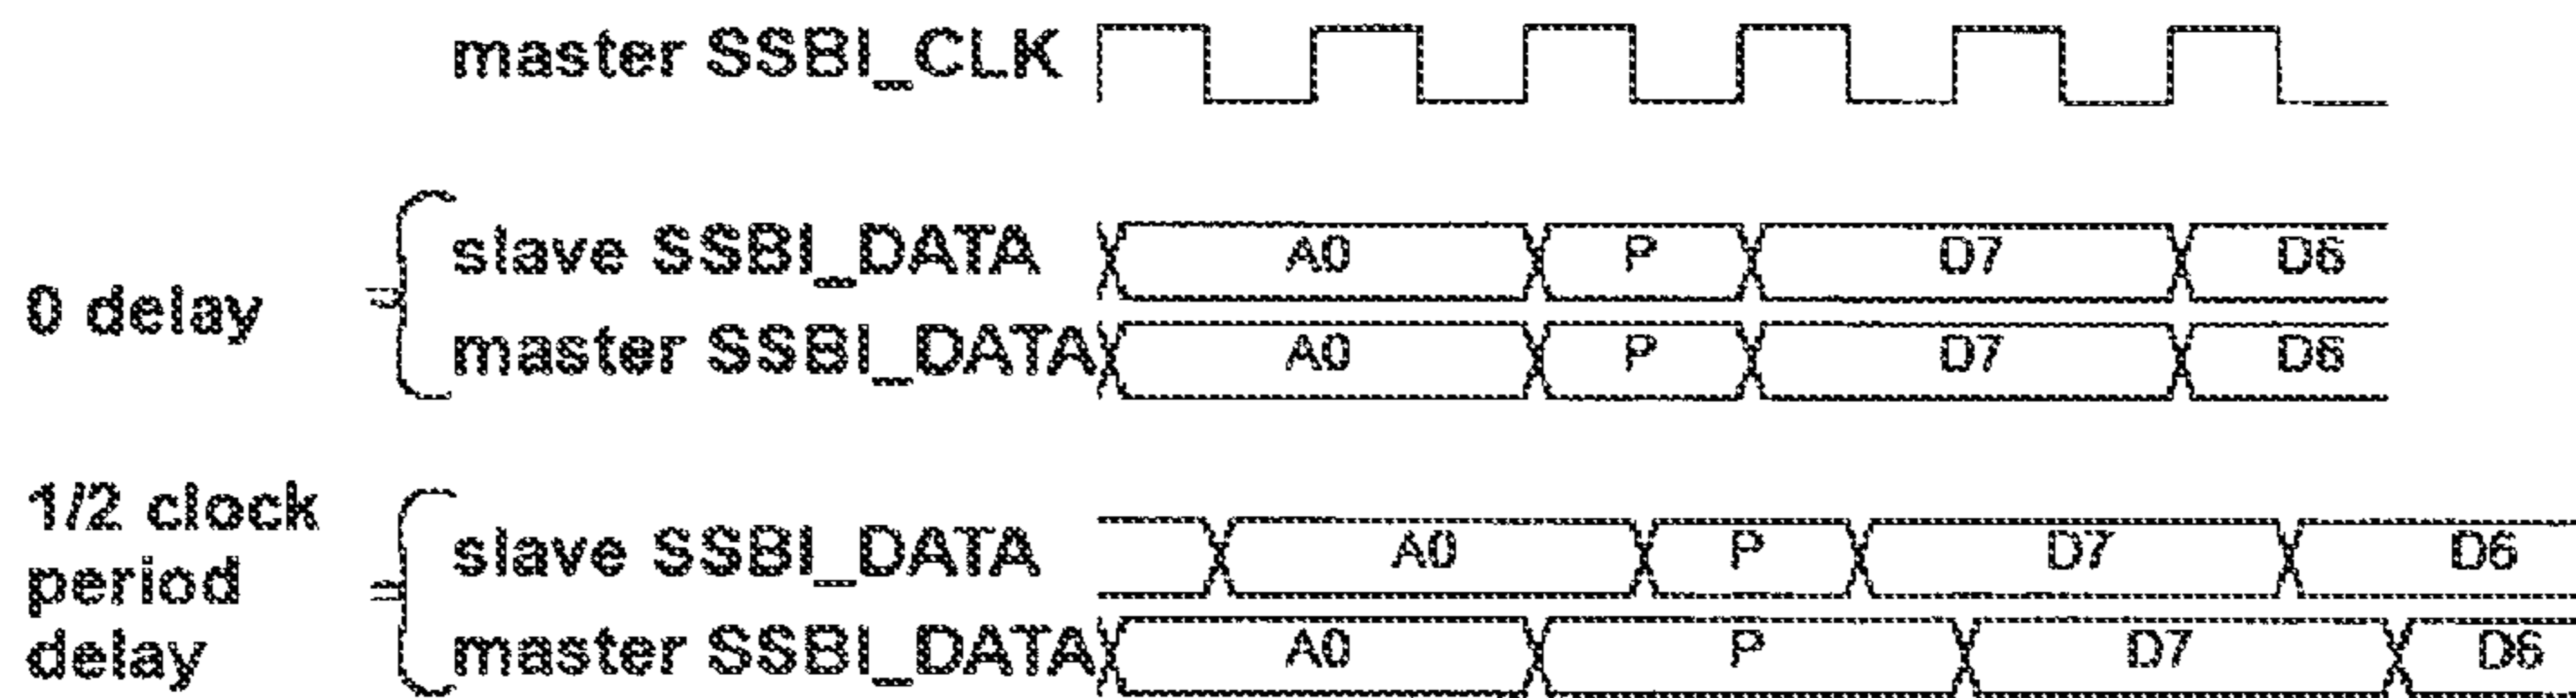 master SSBI_CLK
0 delay
slave SSBI_DATA A0 P D7 D6
master SSBI_DATA A0 P D7 D6
1/2 clock
period
delay
slave SSBI_DATA A0 P D7 D6
master SSBI_DATA A0 P D7 D6